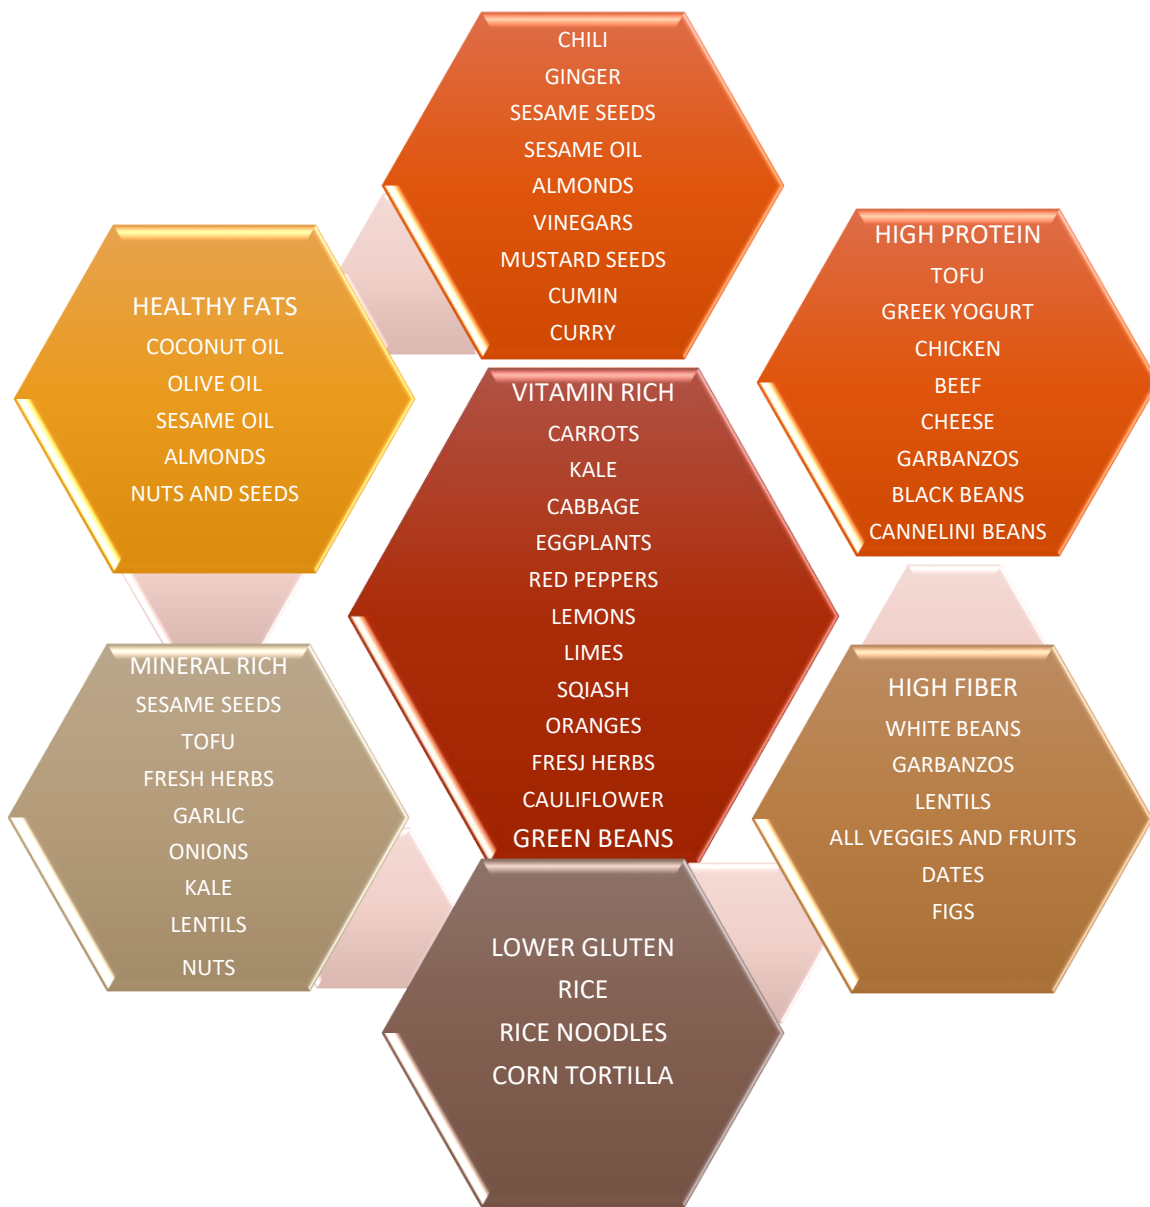 CHILI
GINGER
SESAME SEEDS
SESAME OIL
ALMONDS
VINEGARS
MUSTARD SEEDS
CUMIN
CURRY
HEALTHY FATS
COCONUT OIL
OLIVE OIL
SESAME OIL
ALMONDS
NUTS AND SEEDS
HIGH PROTEIN
TOFU
GREEK YOGURT
CHICKEN
BEEF
CHEESE
GARBANZOS
BLACK BEANS
CANNELINI BEANS
VITAMIN RICH
CARROTS
KALE
CABBAGE
EGGPLANTS
RED PEPPERS
LEMONS
LIMES
SQIASH
ORANGES
FRESJ HERBS
CAULIFLOWER
GREEN BEANS
MINERAL RICH
SESAME SEEDS
TOFU
FRESH HERBS
GARLIC
ONIONS
KALE
LENTILS
NUTS
HIGH FIBER
WHITE BEANS
GARBANZOS
LENTILS
ALL VEGGIES AND FRUITS
DATES
FIGS
LOWER GLUTEN
RICE
RICE NOODLES
CORN TORTILLA